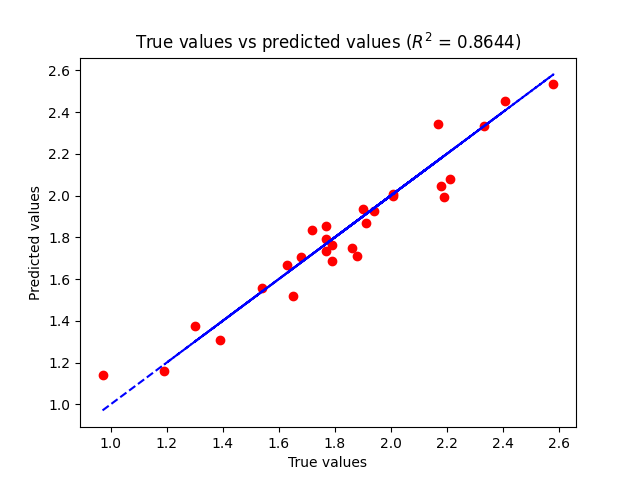 True values vs predicted values (R² = 0.8644)
Predicted values
2.6
2.4
2.2
2.0
1.8
1.6
1.4
1.2
1.0
1.0 1.2 1.4 1.6 1.8 2.0 2.2 2.4 2.6
True values